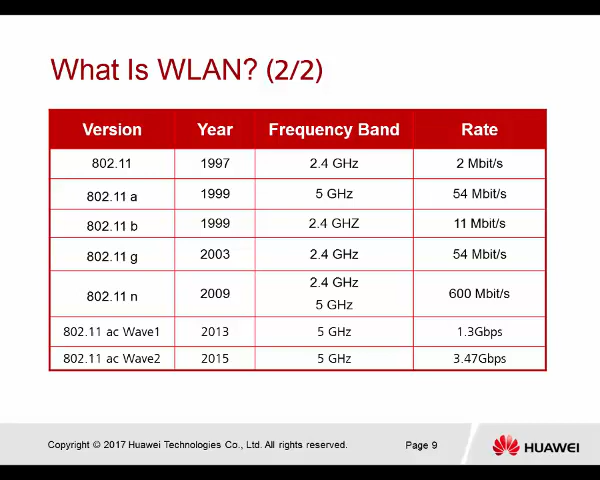 What Is WLAN? (2/2)
Version Year Frequency Band Rate
802.11 1997 2.4 GHz 2 Mbit/s
802.11 a 1999 5 GHz 54 Mbit/s
802.11 b 1999 2.4 GHZ 11 Mbit/s
802.11 g 2003 2.4 GHz 54 Mbit/s
802.11 n 2009 2.4 GHz 5 GHz 600 Mbit/s
802.11 ac Wave1 2013 5 GHz 1.3Gbps
802.11 ac Wave2 2015 5 GHz 3.47Gbps
Copyright © 2017 Huawei Technologies Co., Ltd. All rights reserved. Page 9 HUAWEI